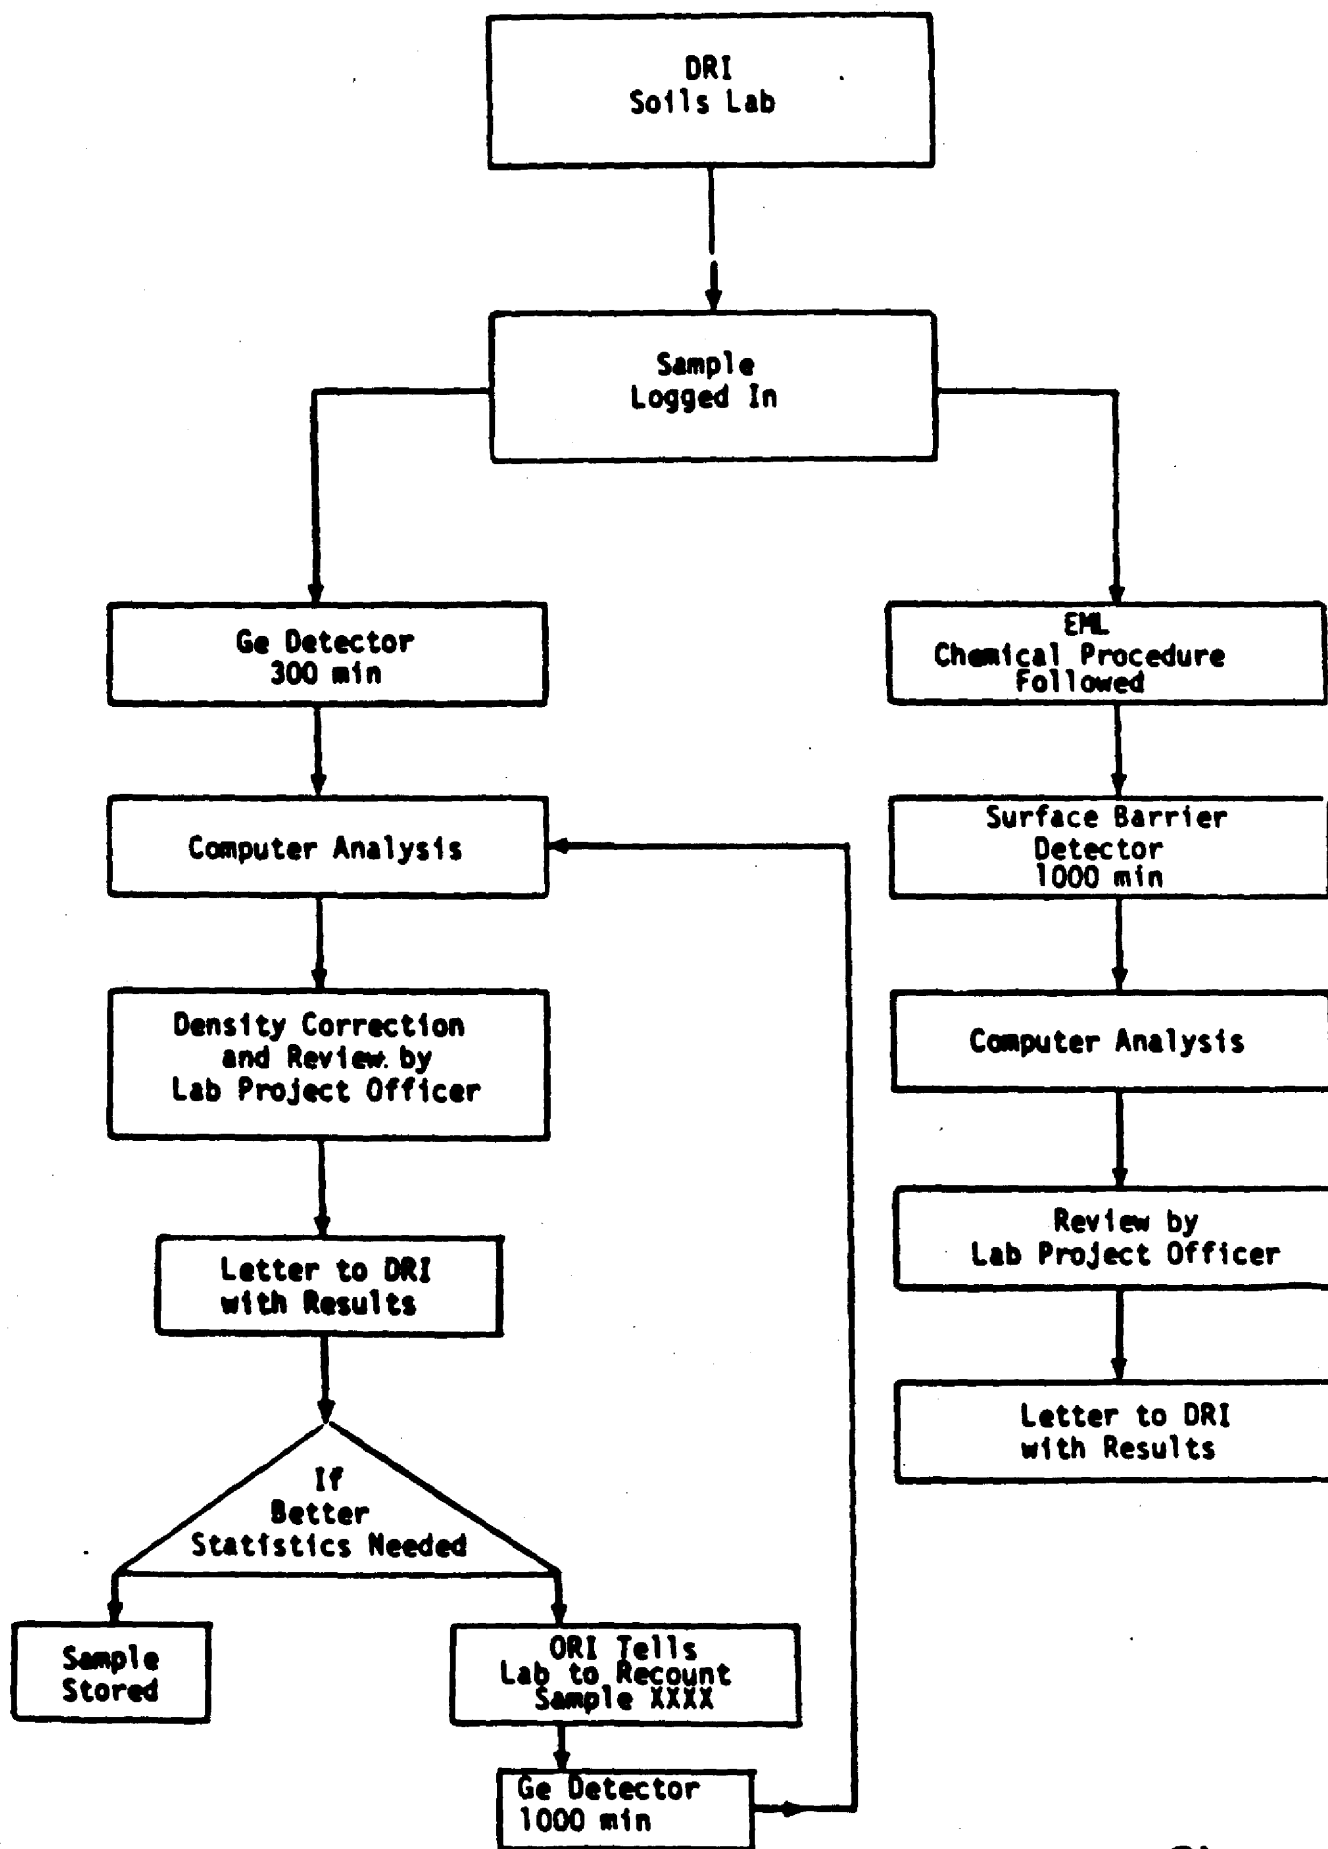 DRI
Soils Lab
Sample
Logged In
Ge Detector
300 min
Computer Analysis
Density Correction
and Review. by
Lab Project Officer
Letter to DRI
with Results
If
Better
Statistics Needed
Sample
Stored
ORI Tells
Lab to Recount
Sample XXXX
Ge Detector
1000 min
EML
Chemical Procedure
Followed
Surface Barrier
Detector
1000 min
Computer Analysis
Review by
Lab Project Officer
Letter to DRI
with Results